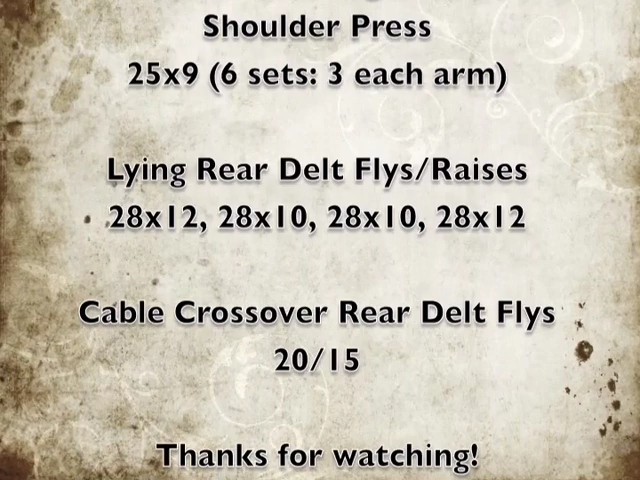 Shoulder Press
25x9 (6 sets: 3 each arm)
Lying Rear Delt Flys/Raises
28x12, 28x10, 28x10, 28x12
Cable Crossover Rear Delt Flys
20/15
Thanks for watching!